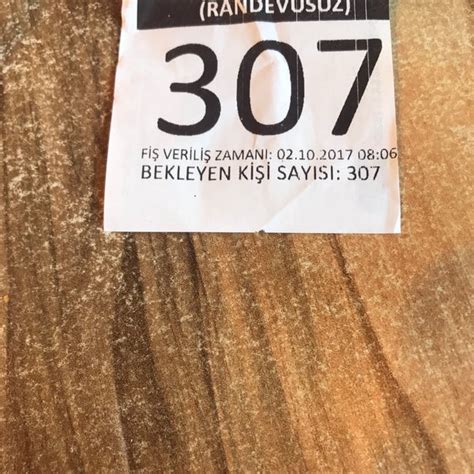 (RANDEVUSUZ)
307
FİŞ VERİLİŞ ZAMANI: 02.10.2017 08:06
BEKLEYEN KİŞİ SAYISI: 307